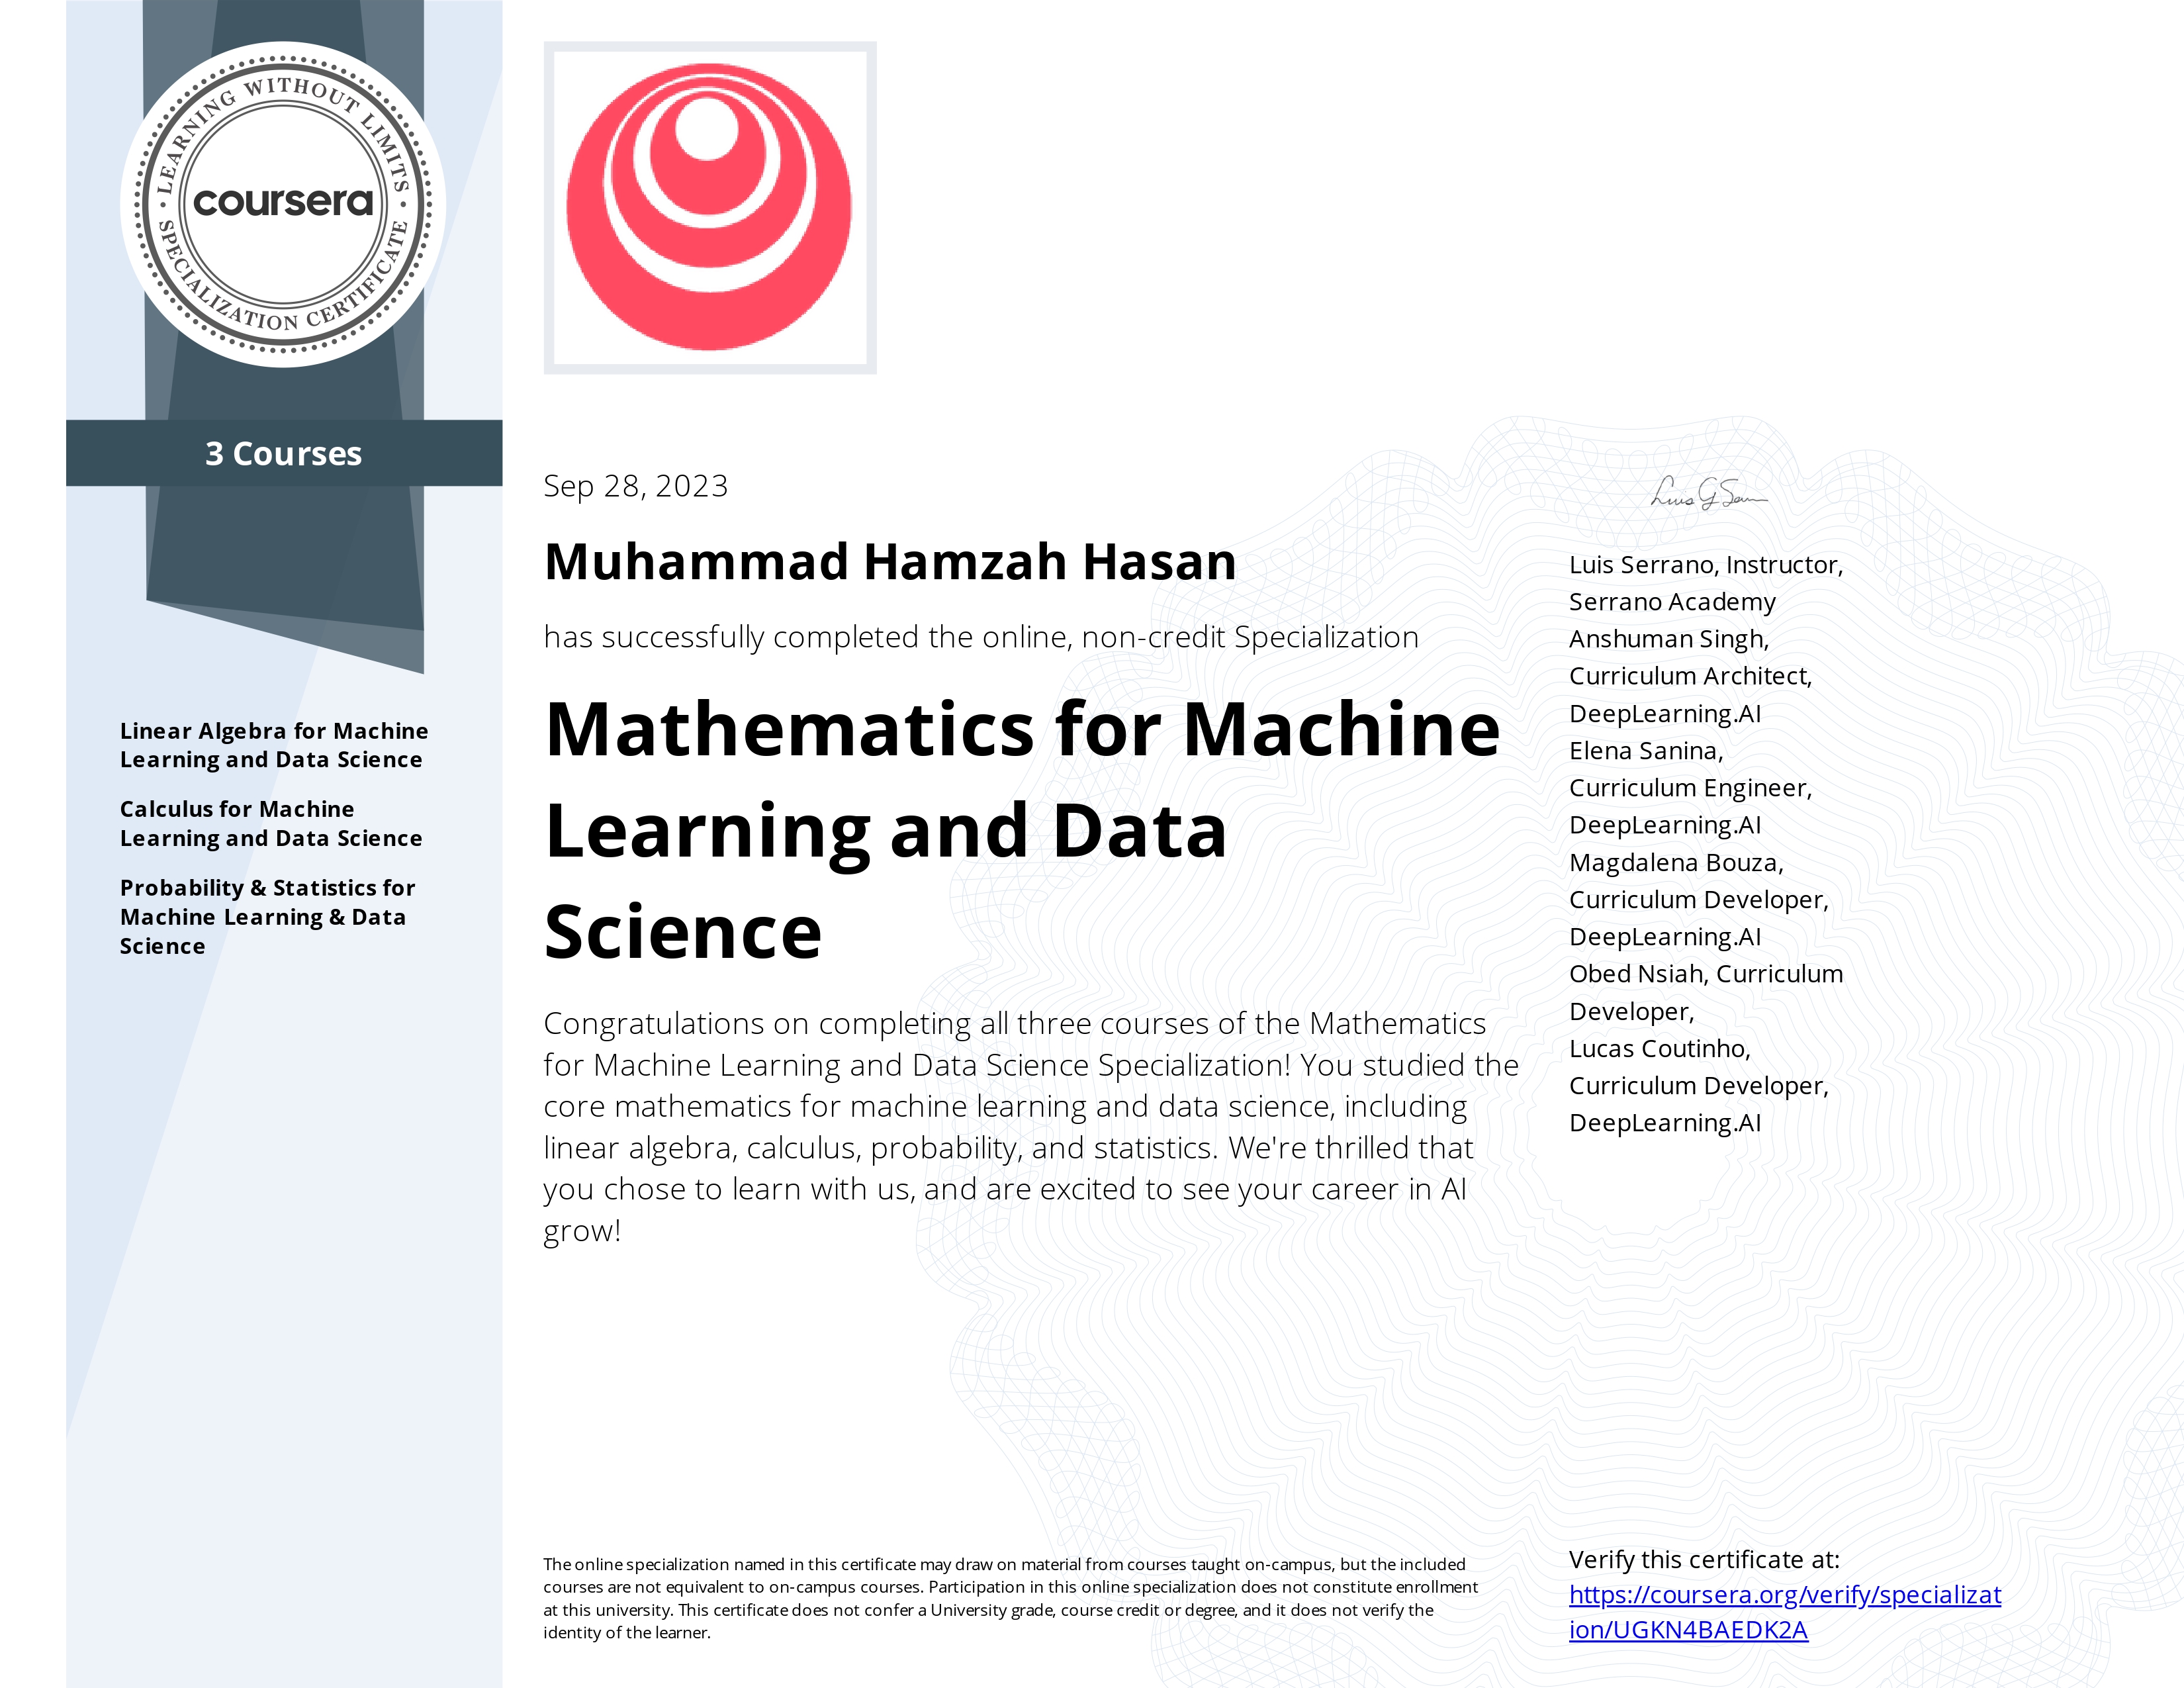 LEARNING WITHOUT LIMITS
coursera
SPECIALIZATION CERTIFICATE
3 Courses
Linear Algebra for Machine
Learning and Data Science
Calculus for Machine
Learning and Data Science
Probability & Statistics for
Machine Learning & Data
Science
Sep 28, 2023
Muhammad Hamzah Hasan
has successfully completed the online, non-credit Specialization
Mathematics for Machine
Learning and Data
Science
Congratulations on completing all three courses of the Mathematics
for Machine Learning and Data Science Specialization! You studied the
core mathematics for machine learning and data science, including
linear algebra, calculus, probability, and statistics. We're thrilled that
you chose to learn with us, and are excited to see your career in AI
grow!
Luis Serrano, Instructor,
Serrano Academy
Anshuman Singh,
Curriculum Architect,
DeepLearning.AI
Elena Sanina,
Curriculum Engineer,
DeepLearning.AI
Magdalena Bouza,
Curriculum Developer,
DeepLearning.AI
Obed Nsiah, Curriculum
Developer,
Lucas Coutinho,
Curriculum Developer,
DeepLearning.AI
The online specialization named in this certificate may draw on material from courses taught on-campus, but the included
courses are not equivalent to on-campus courses. Participation in this online specialization does not constitute enrollment
at this university. This certificate does not confer a University grade, course credit or degree, and it does not verify the
identity of the learner.
Verify this certificate at:
https://coursera.org/verify/specializat
ion/UGKN4BAEDK2A